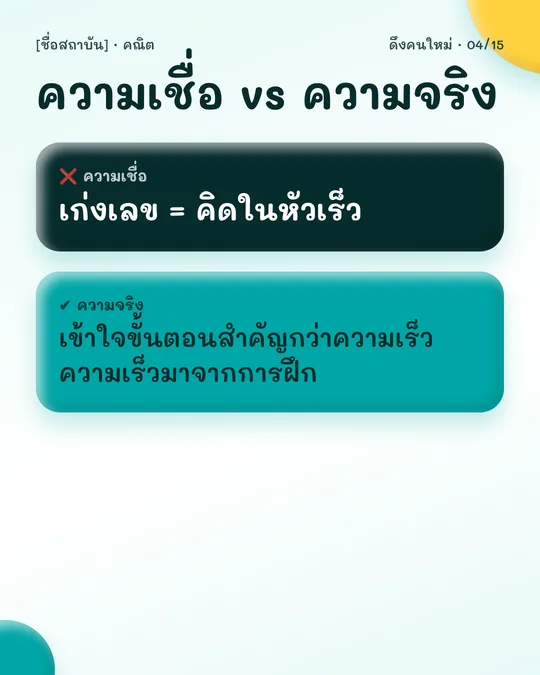 [ชื่อสถาบัน] · คณิต
ดึงคนใหม่ · 04/15
ความเชื่อ vs ความจริง
❌ ความเชื่อ
เก่งเลข = คิดในหัวเร็ว
✔ ความจริง
เข้าใจขั้นตอนสำคัญกว่าความเร็ว
ความเร็วมาจากการฝึก